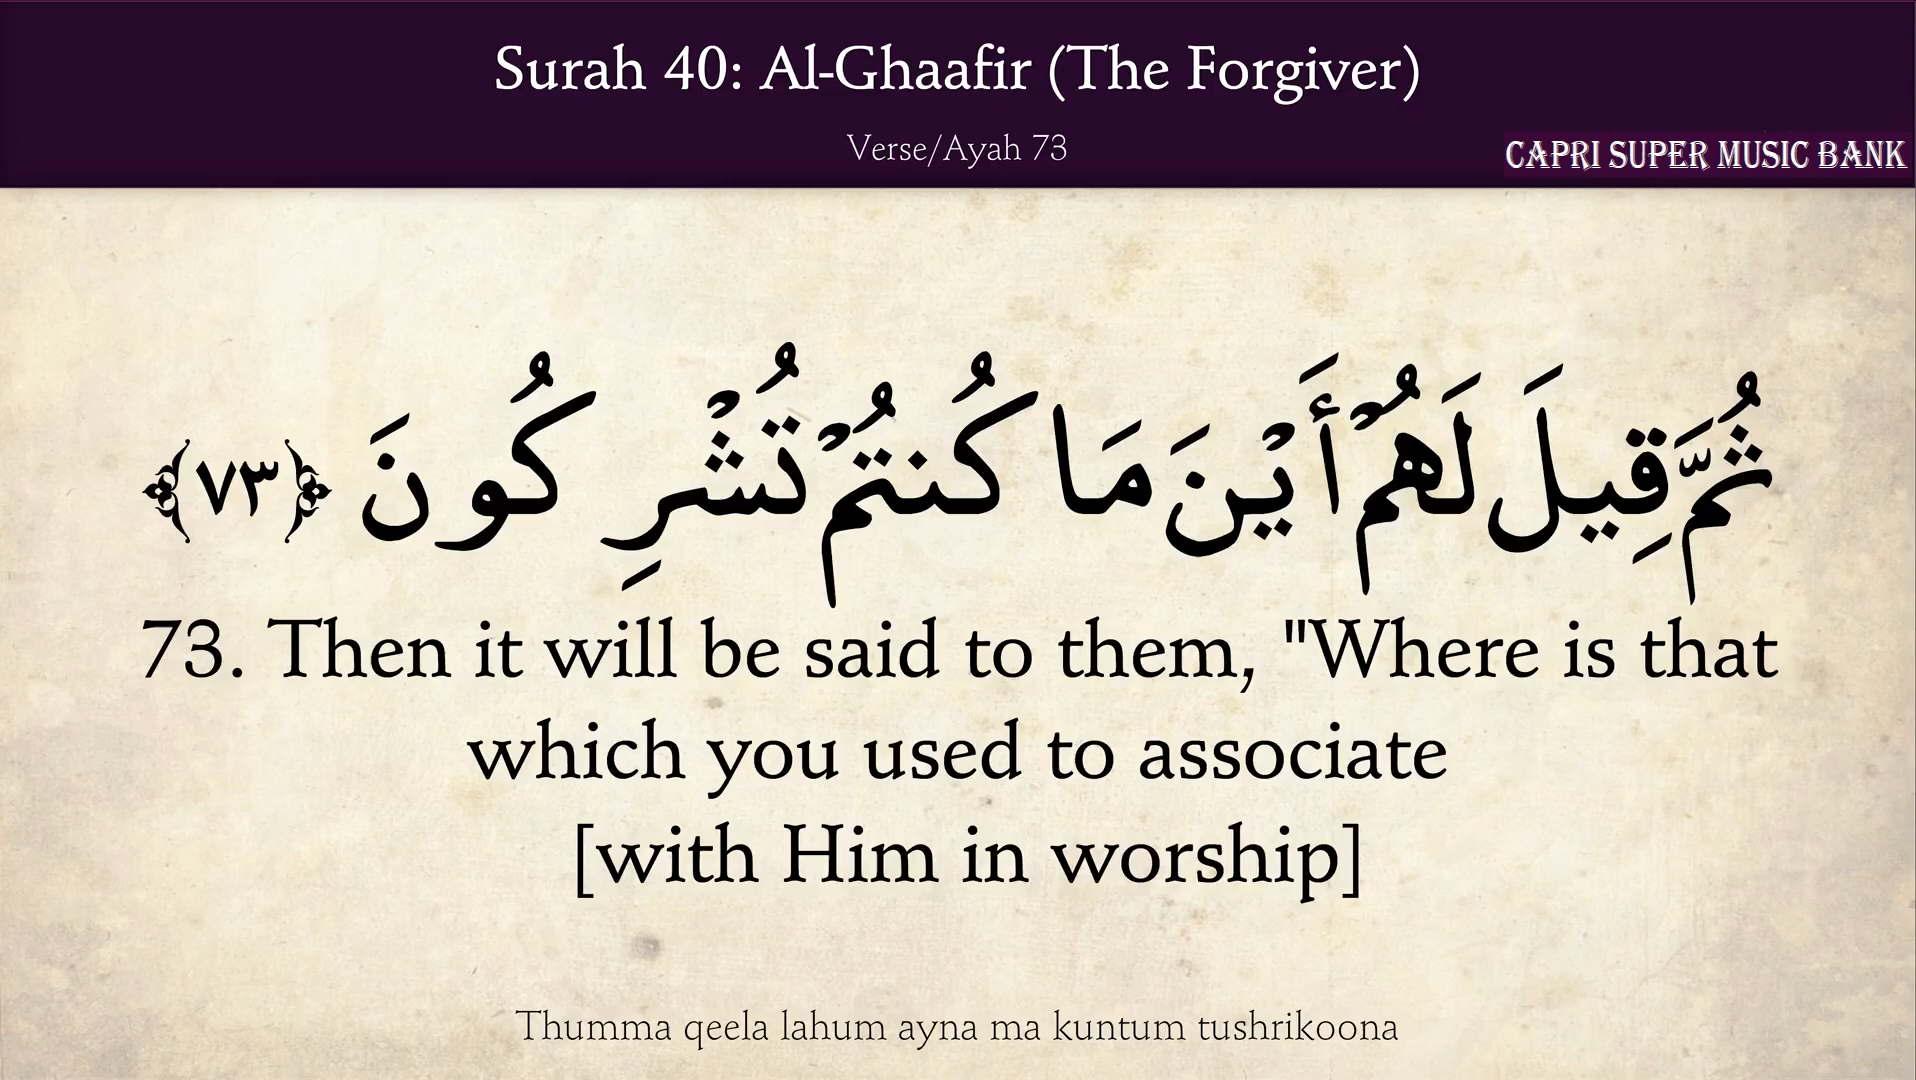 Surah 40: Al-Ghaafir (The Forgiver)
Verse/Ayah 73
CAPRI SUPER MUSIC BANK
ثُمَّ قِيلَ لَهُمْ أَيْنَ مَا كُنتُمْ تُشْرِكُونَ ﴿٧٣﴾
73. Then it will be said to them, "Where is that
which you used to associate
[with Him in worship]
Thumma qeela lahum ayna ma kuntum tushrikoona